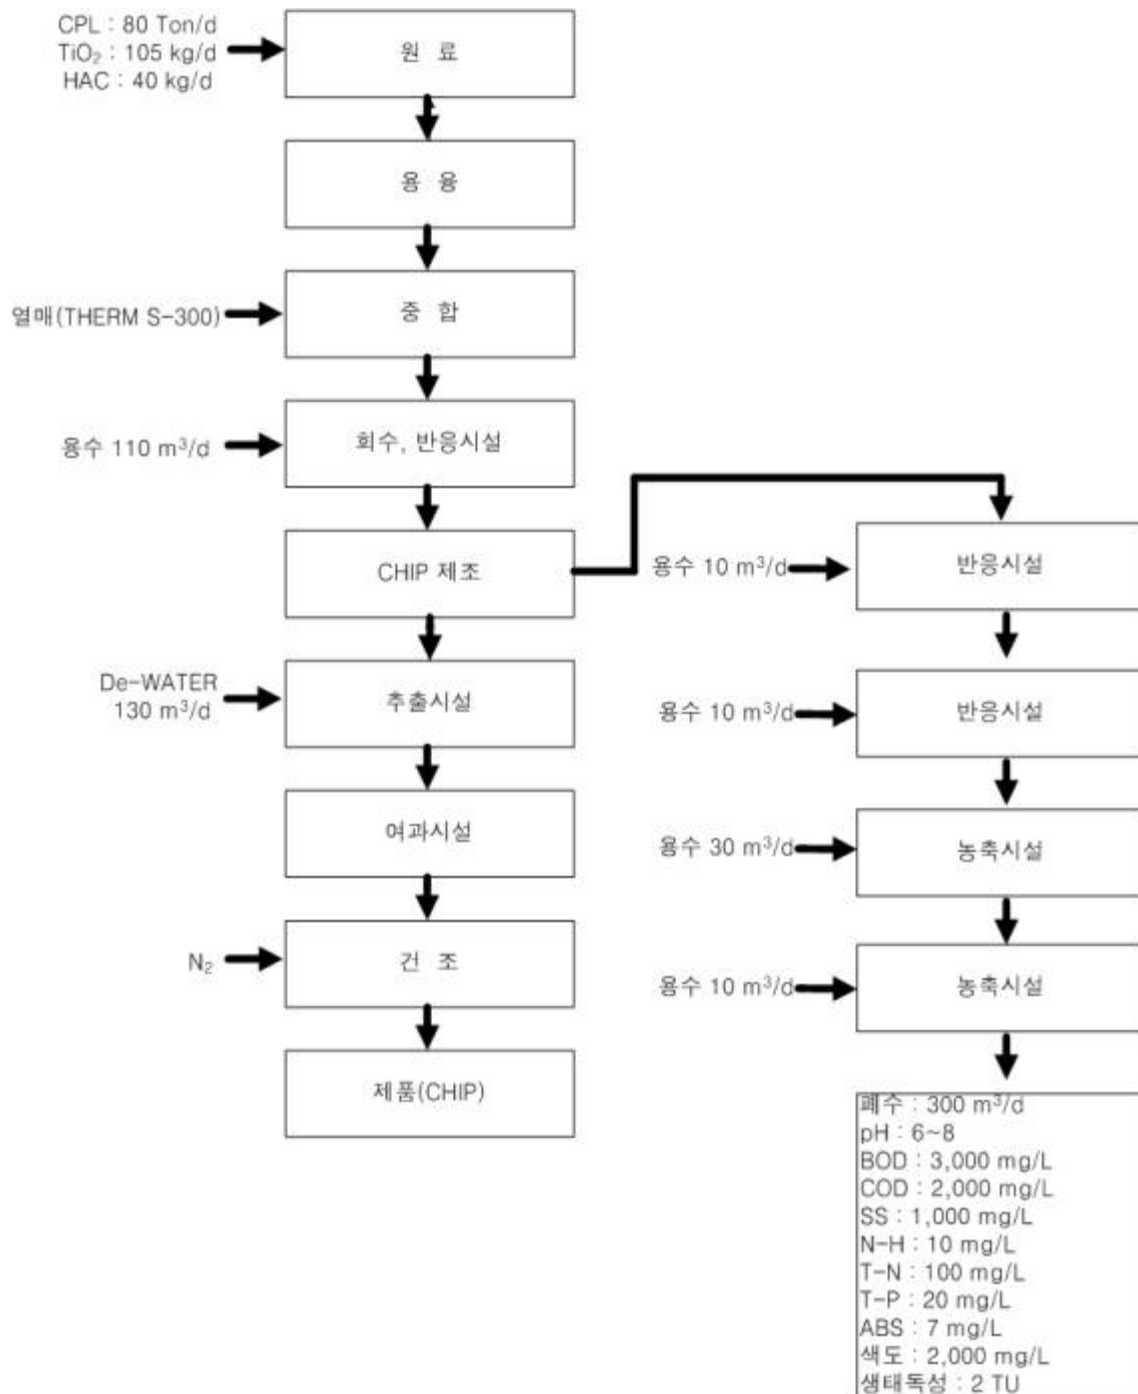 CPL : 80 Ton/d
TiO₂ : 105 kg/d
HAC : 40 kg/d
원 료
용 융
열매(THERM S-300)
중 합
용수 110 m³/d
회수, 반응시설
CHIP 제조
용수 10 m³/d
반응시설
De-WATER
130 m³/d
추출시설
용수 10 m³/d
반응시설
여과시설
용수 30 m³/d
농축시설
N₂
건 조
용수 10 m³/d
농축시설
제품(CHIP)
폐수 : 300 m³/d
pH : 6~8
BOD : 3,000 mg/L
COD : 2,000 mg/L
SS : 1,000 mg/L
N-H : 10 mg/L
T-N : 100 mg/L
T-P : 20 mg/L
ABS : 7 mg/L
색도 : 2,000 mg/L
생태독성 : 2 TU